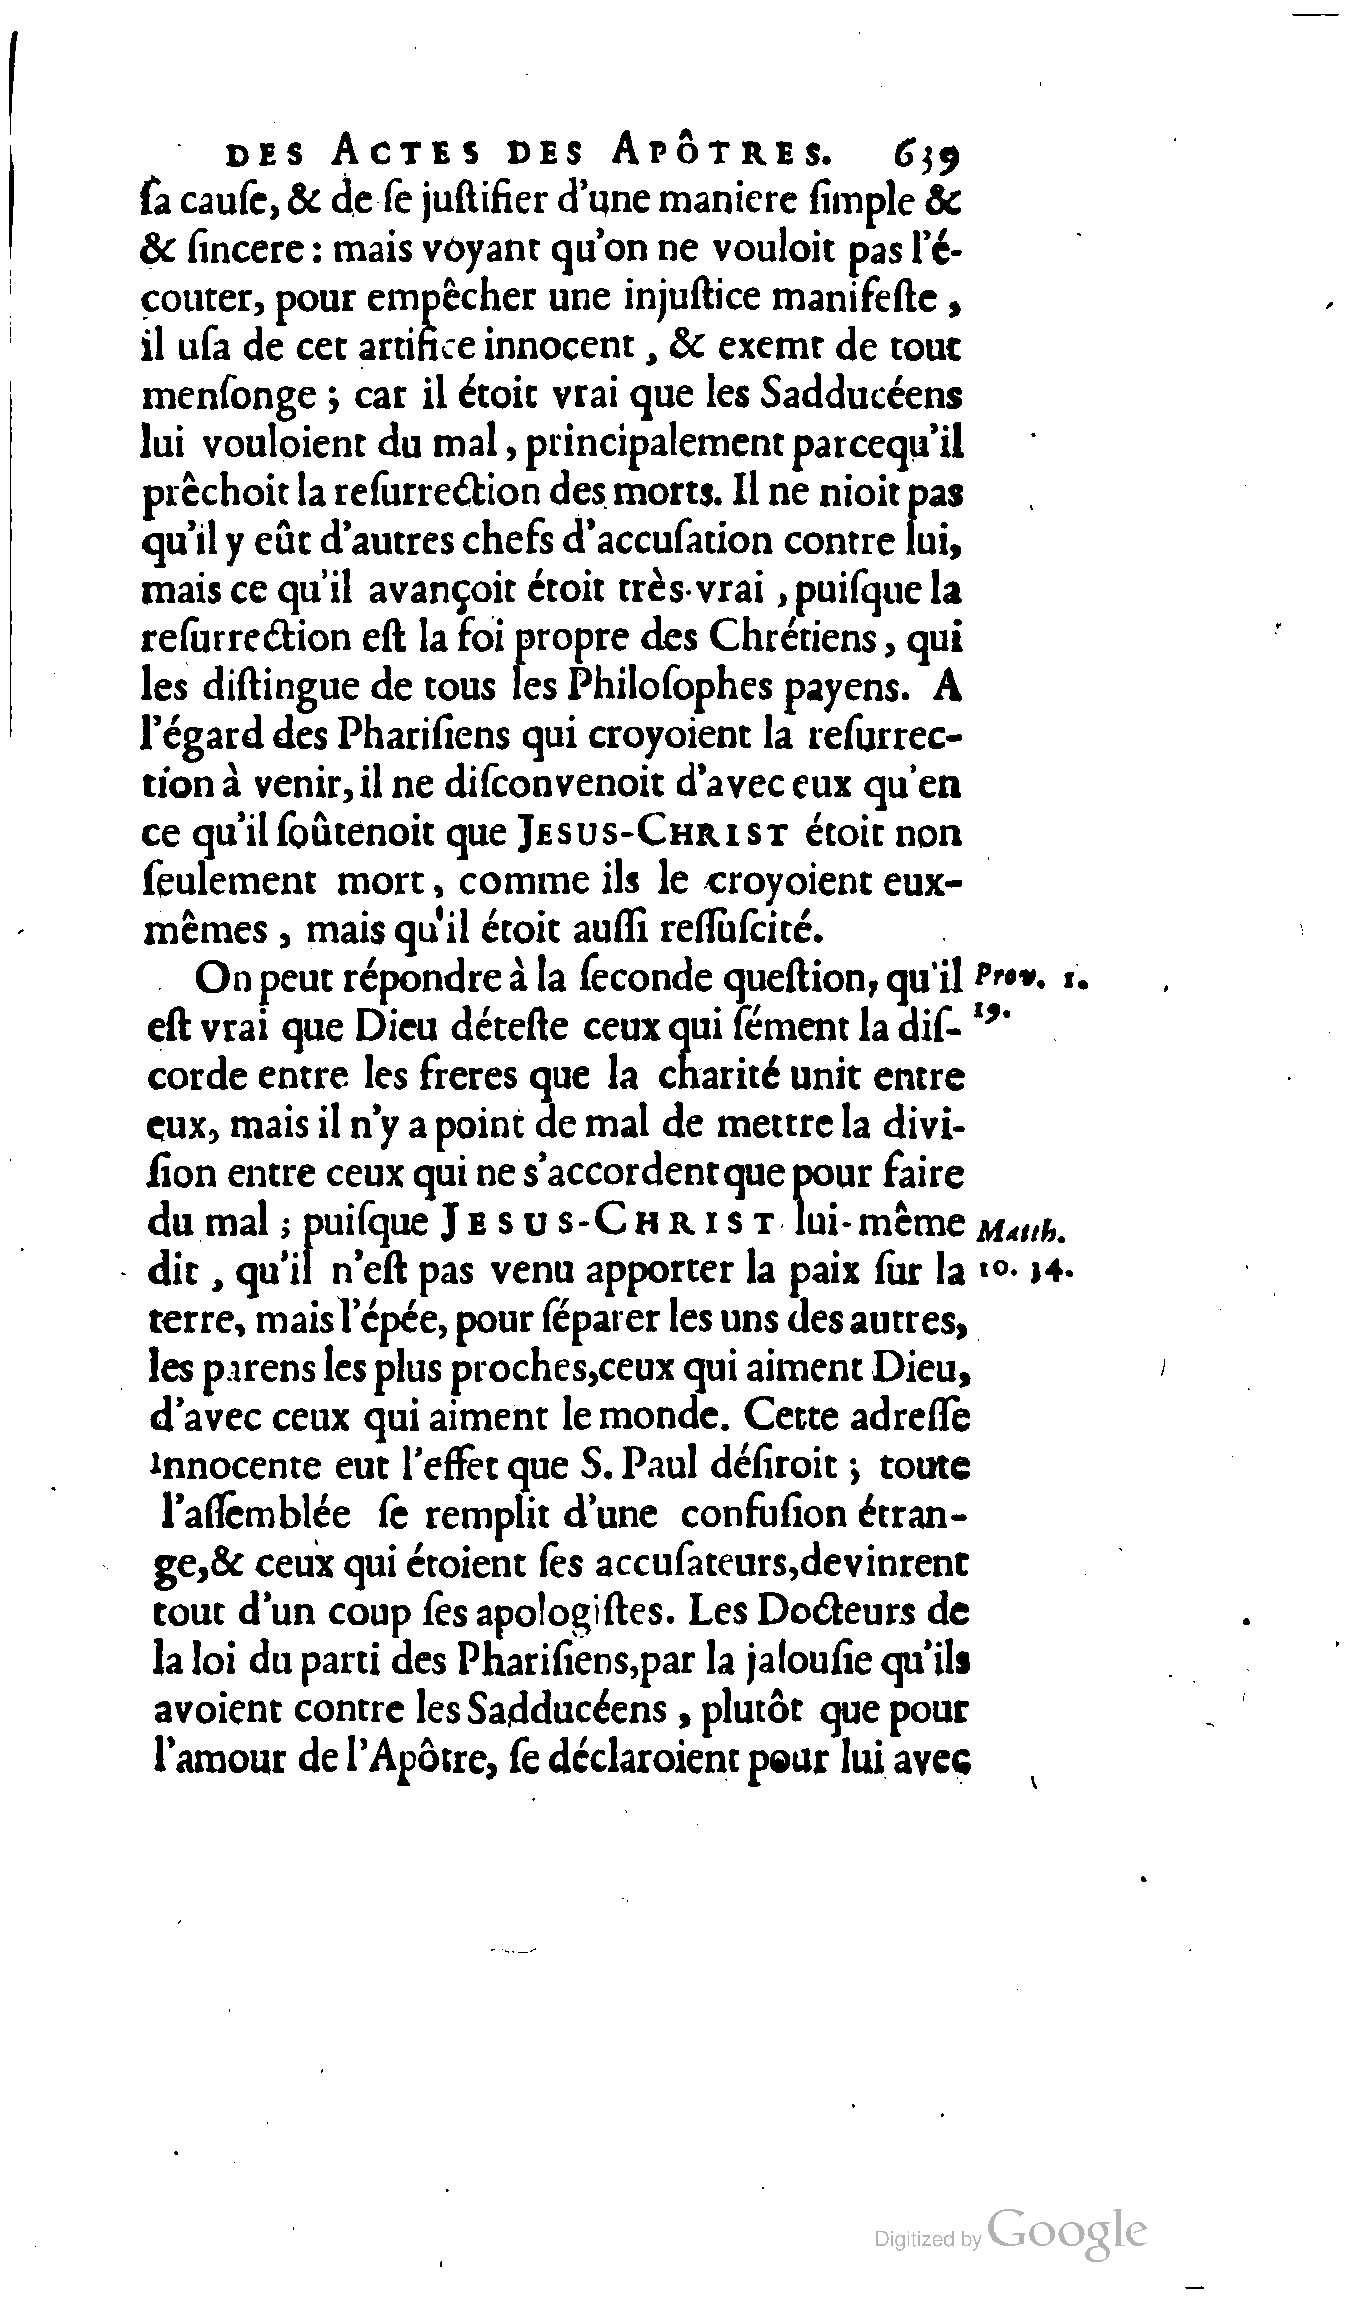 DES ACTES DES APÔTRES. 639
ſa cauſe, & de ſe juſtifier d'une maniere ſimple &
& ſincere : mais voyant qu'on ne vouloit pas l'é-
couter, pour empêcher une injuſtice manifeſte ,
il uſa de cet artifice innocent , & exemt de tout
menſonge ; car il étoit vrai que les Sadducéens
lui vouloient du mal , principalement parcequ'il
prêchoit la reſurrection des morts. Il ne nioit pas
qu'il y eût d'autres chefs d'accuſation contre lui,
mais ce qu'il avançoit étoit très-vrai , puiſque la
reſurrection eſt la foi propre des Chrétiens , qui
les diſtingue de tous les Philoſophes payens. A
l'égard des Phariſiens qui croyoient la reſurrec-
tion à venir, il ne diſconvenoit d'avec eux qu'en
ce qu'il ſoûtenoit que JESUS-CHRIST étoit non
ſeulement mort , comme ils le croyoient eux-
mêmes , mais qu'il étoit auſſi reſſuſcité.
On peut répondre à la ſeconde queſtion, qu'il Prov. 1.
eſt vrai que Dieu déteſte ceux qui ſément la diſ- 19.
corde entre les freres que la charité unit entre
eux, mais il n'y a point de mal de mettre la divi-
ſion entre ceux qui ne s'accordent que pour faire
du mal ; puiſque JESUS-CHRIST lui-même Matth.
dit , qu'il n'eſt pas venu apporter la paix ſur la 10. 34.
terre, mais l'épée, pour ſéparer les uns des autres,
les parens les plus proches, ceux qui aiment Dieu,
d'avec ceux qui aiment le monde. Cette adreſſe
innocente eut l'effet que S. Paul déſiroit ; toute
l'aſſemblée ſe remplit d'une confuſion étran-
ge, & ceux qui étoient ſes accuſateurs, devinrent
tout d'un coup ſes apologiſtes. Les Docteurs de
la loi du parti des Phariſiens, par la jalouſie qu'ils
avoient contre les Sadducéens , plutôt que pour
l'amour de l'Apôtre, ſe déclaroient pour lui avec
Digitized by Google